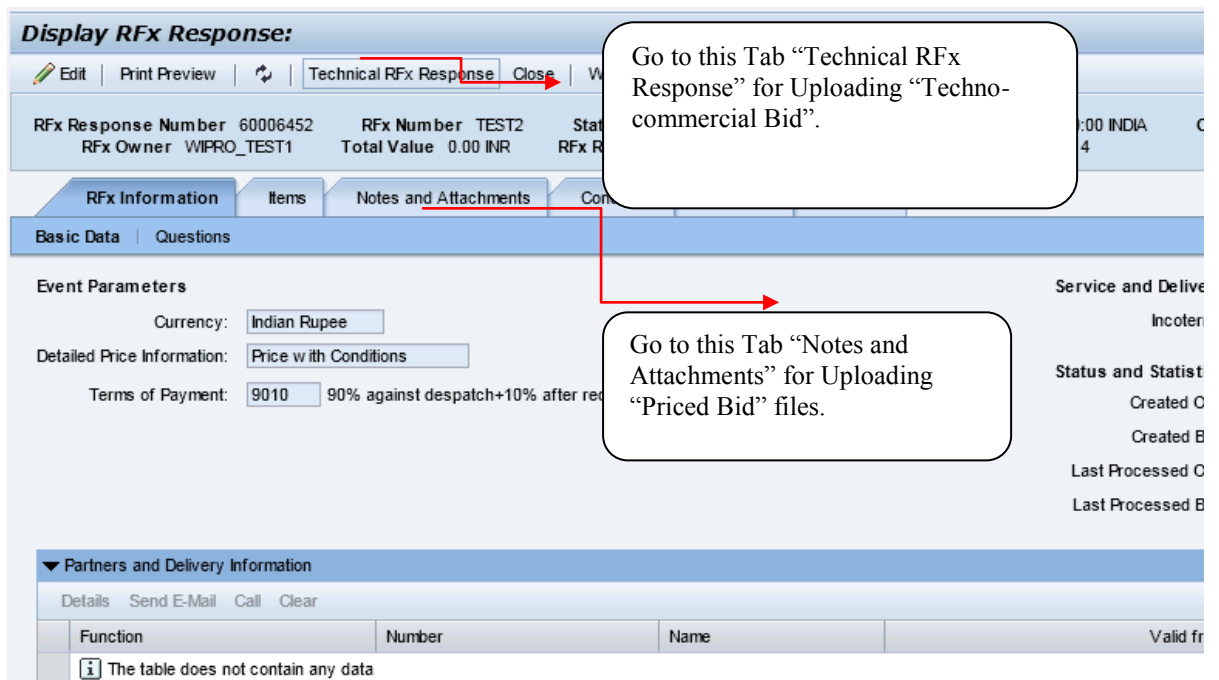 Display RFx Response:
Edit Print Preview Technical RFx Response Close W
Go to this Tab “Technical RFx
Response” for Uploading “Techno-
commercial Bid”.
RFx Response Number 60006452 RFx Number TEST2 Stat :00 INDIA
RFx Owner WIPRO_TEST1 Total Value 0.00 INR RFx R 4
RFx Information Items Notes and Attachments Con
Basic Data Questions
Event Parameters Service and Delive
Currency: Indian Rupee Incoter
Detailed Price Information: Price with Conditions
Terms of Payment: 9010 90% against despatch+10% after rec
Go to this Tab “Notes and
Attachments” for Uploading
“Priced Bid” files.
Status and Statist
Created O
Created B
Last Processed O
Last Processed B
Partners and Delivery Information
Details Send E-Mail Call Clear
Function Number Name Valid fr
The table does not contain any data